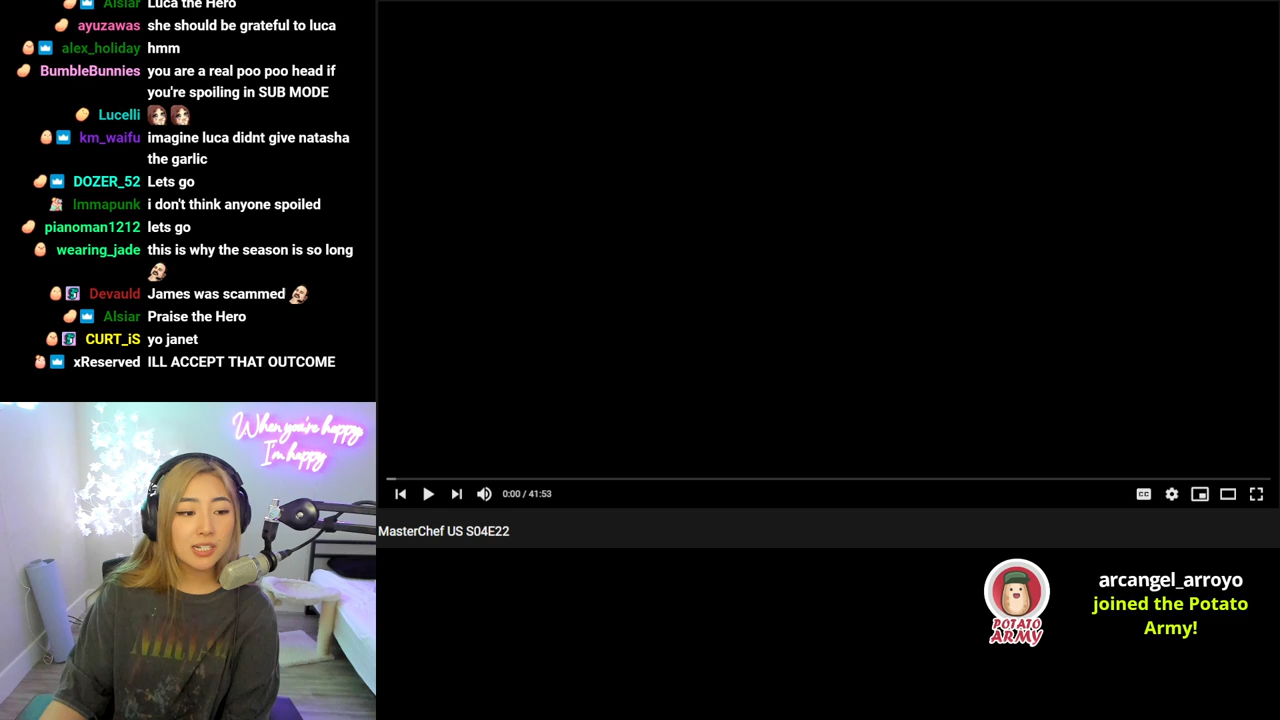 Alsiar Luca the Hero
ayuzawas she should be grateful to luca
alex_holiday hmm
BumbleBunnies you are a real poo poo head if
you're spoiling in SUB MODE
Lucelli
km_waifu imagine luca didnt give natasha
the garlic
DOZER_52 Lets go
Immapunk i don't think anyone spoiled
pianoman1212 lets go
wearing_jade this is why the season is so long
Devauld James was scammed
Alsiar Praise the Hero
CURT_iS yo janet
xReserved ILL ACCEPT THAT OUTCOME
When you're happy
I'm happy
NIRVANA
0:00 / 41:53
CC
MasterChef US S04E22
POTATO
ARMY
arcangel_arroyo
joined the Potato
Army!